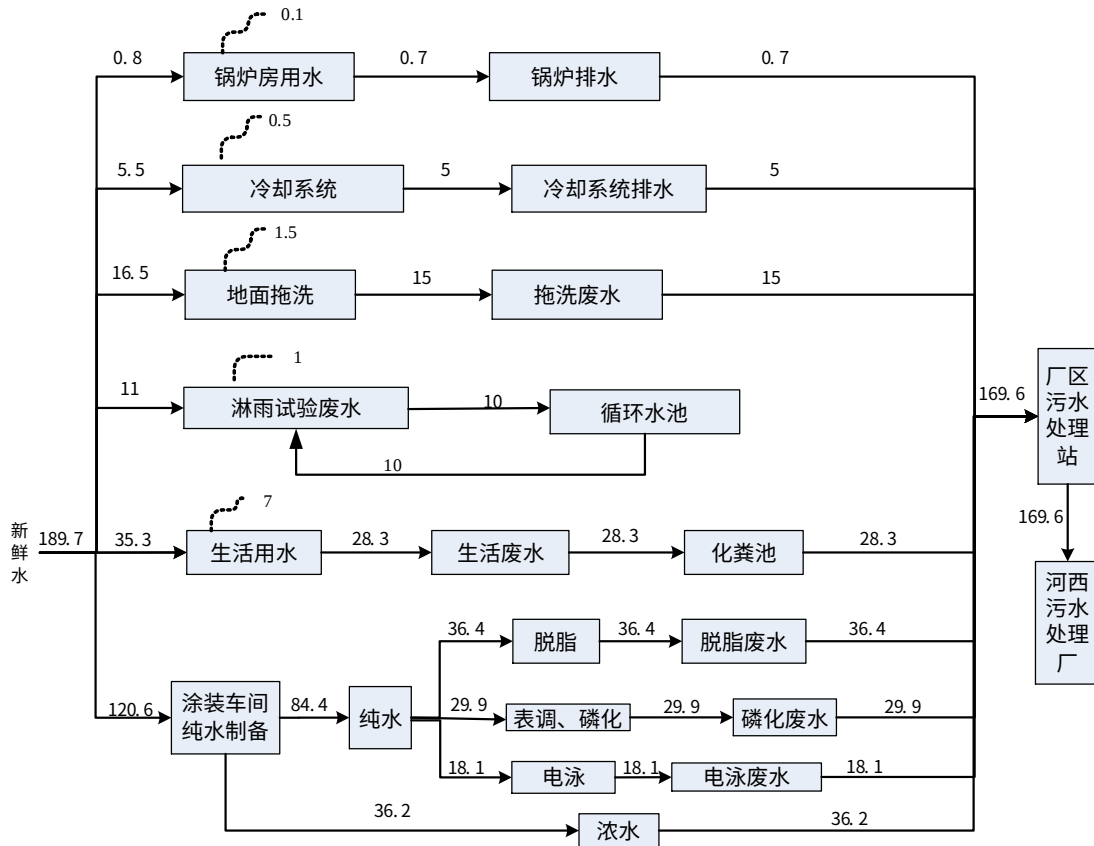 0.1
0.8
锅炉房用水
0.7
锅炉排水
0.7
0.5
5.5
冷却系统
5
冷却系统排水
5
1.5
16.5
地面拖洗
15
拖洗废水
15
1
11
淋雨试验废水
10
循环水池
10
169.6
厂区
污水
处理
站
169.6
河西
污水
处理
厂
7
新
鲜
水
189.7
35.3
生活用水
28.3
生活废水
28.3
化粪池
28.3
36.4
脱脂
36.4
脱脂废水
36.4
120.6
涂装车间
纯水制备
84.4
纯水
29.9
表调、磷化
29.9
磷化废水
29.9
18.1
电泳
18.1
电泳废水
18.1
36.2
浓水
36.2